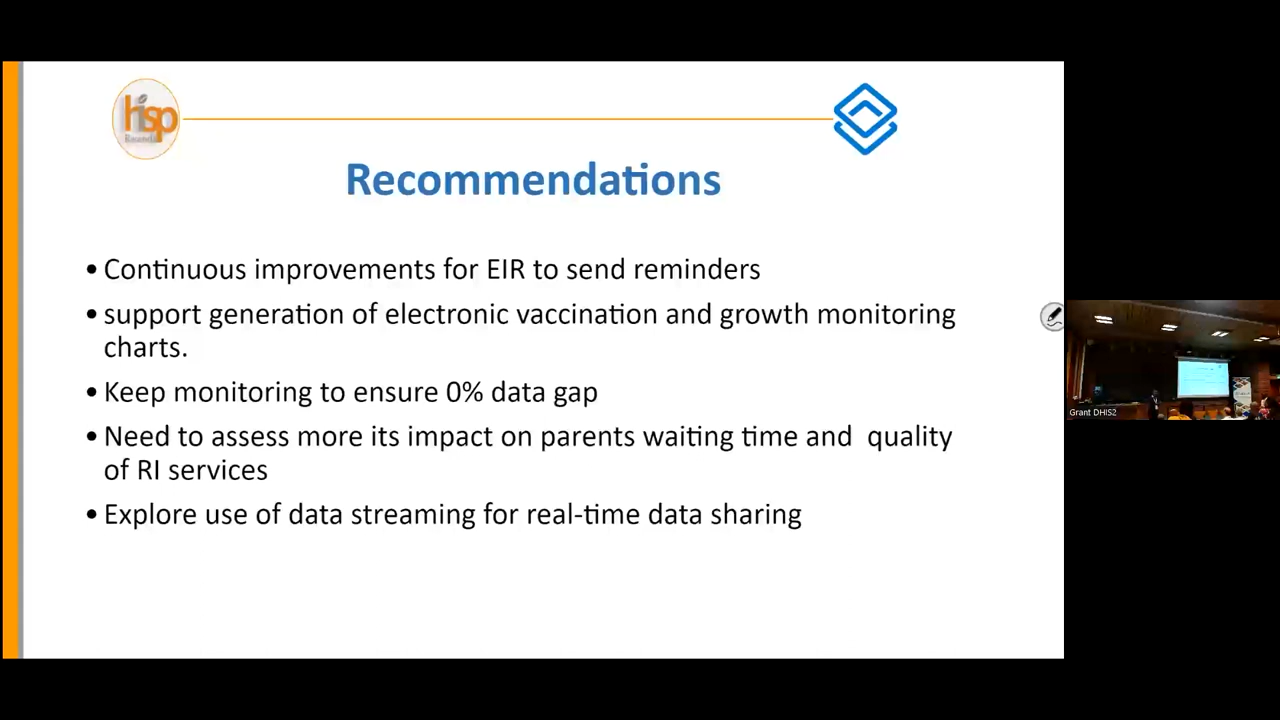 hisp
Rwanda
Recommendations
• Continuous improvements for EIR to send reminders
• support generation of electronic vaccination and growth monitoring
charts.
• Keep monitoring to ensure 0% data gap
• Need to assess more its impact on parents waiting time and  quality
of RI services
• Explore use of data streaming for real-time data sharing
Grant DHIS2